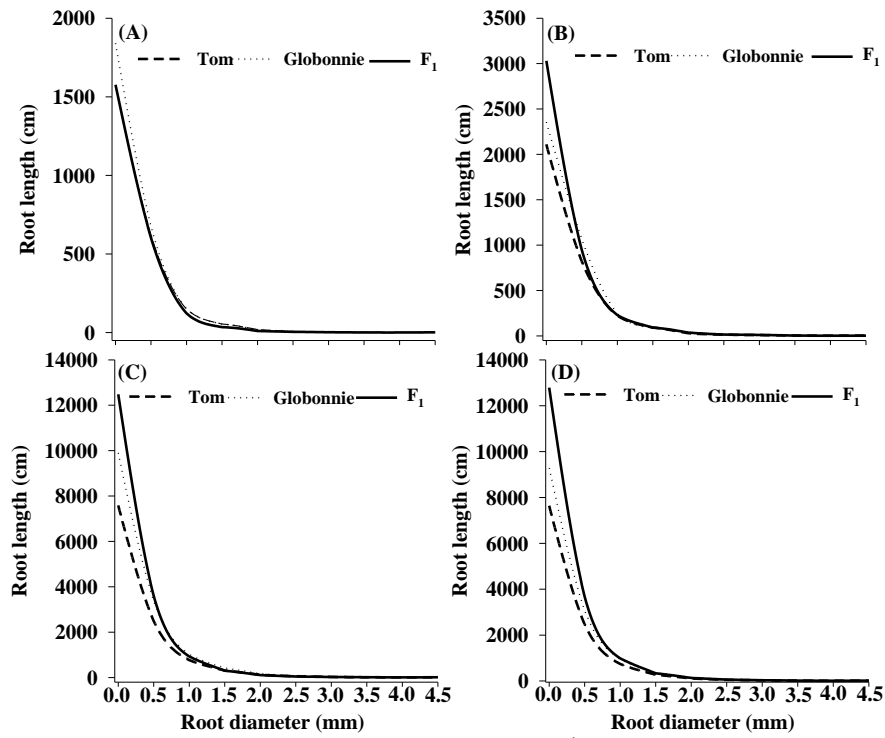 2000
1500
1000
500
0
Root length (cm)
(A)
Tom Globonnie F1
3500
3000
2500
2000
1500
1000
500
0
Root length (cm)
(B)
Tom Globonnie F1
14000
12000
10000
8000
6000
4000
2000
0
Root length (cm)
(C)
Tom Globonnie F1
0.0 0.5 1.0 1.5 2.0 2.5 3.0 3.5 4.0 4.5
Root diameter (mm)
14000
12000
10000
8000
6000
4000
2000
0
Root length (cm)
(D)
Tom Globonnie F1
0.0 0.5 1.0 1.5 2.0 2.5 3.0 3.5 4.0 4.5
Root diameter (mm)